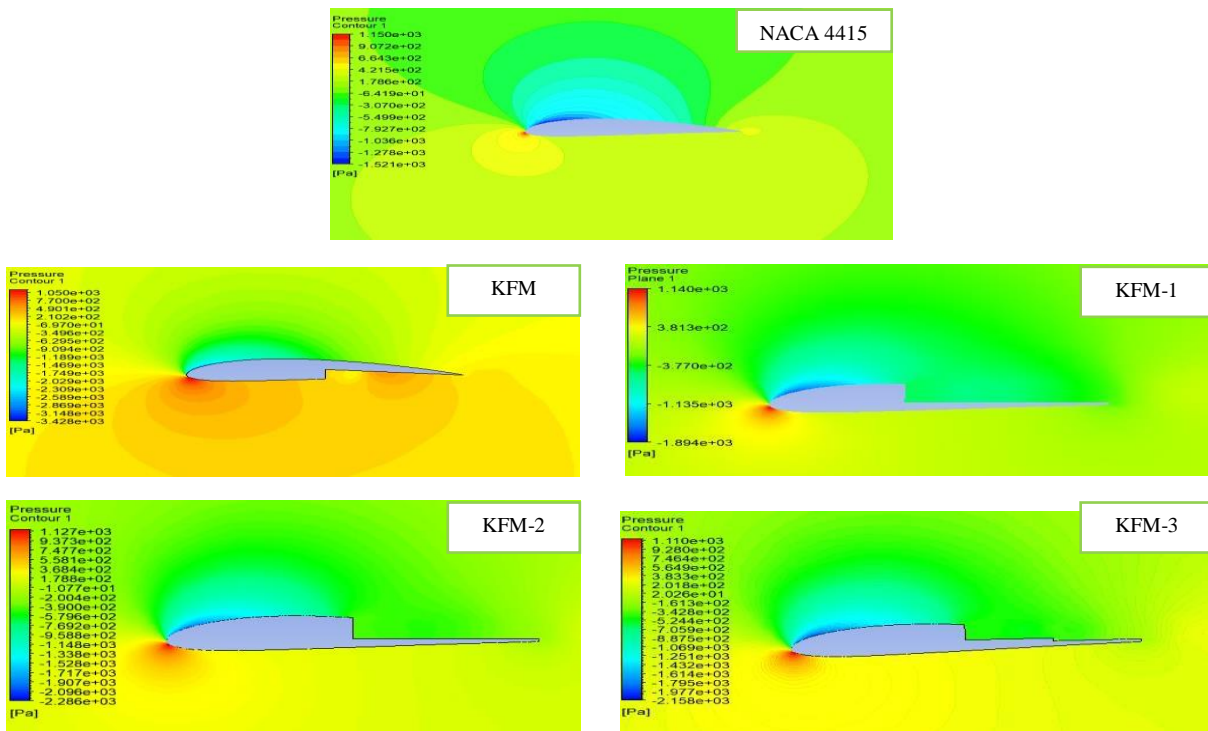 Pressure
Contour 1
1.150e+03
9.072e+02
6.643e+02
4.215e+02
1.786e+02
-6.419e+01
-3.070e+02
-5.499e+02
-7.927e+02
-1.036e+03
-1.278e+03
-1.521e+03
[Pa]
NACA 4415
Pressure
Contour 1
1.050e+03
7.700e+02
4.901e+02
2.102e+02
-6.970e+01
-3.496e+02
-6.295e+02
-9.094e+02
-1.189e+03
-1.469e+03
-1.749e+03
-2.029e+03
-2.309e+03
-2.589e+03
-2.869e+03
-3.148e+03
-3.428e+03
[Pa]
KFM
Pressure
Plane 1
1.140e+03
3.813e+02
-3.770e+02
-1.135e+03
-1.894e+03
[Pa]
KFM-1
Pressure
Contour 1
1.127e+03
9.373e+02
7.477e+02
5.581e+02
3.684e+02
1.788e+02
-1.077e+01
-2.004e+02
-3.900e+02
-5.796e+02
-7.692e+02
-9.588e+02
-1.148e+03
-1.338e+03
-1.528e+03
-1.717e+03
-1.907e+03
-2.096e+03
-2.286e+03
[Pa]
KFM-2
Pressure
Contour 1
1.110e+03
9.280e+02
7.464e+02
5.649e+02
3.833e+02
2.018e+02
2.026e+01
-1.613e+02
-3.428e+02
-5.244e+02
-7.059e+02
-8.875e+02
-1.069e+03
-1.251e+03
-1.432e+03
-1.614e+03
-1.795e+03
-1.977e+03
-2.158e+03
[Pa]
KFM-3